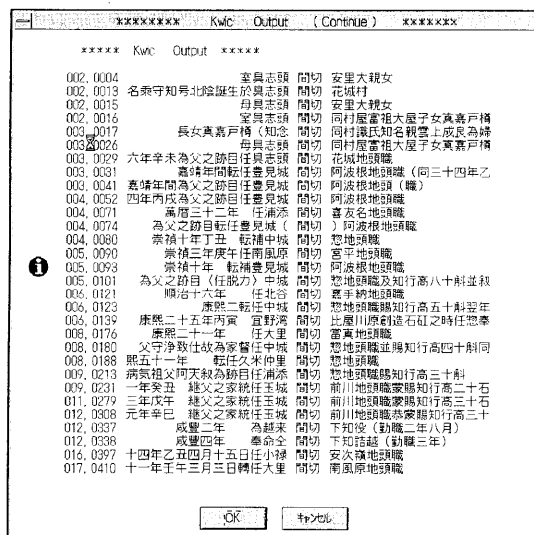 ******** Kwic Output ( Continue ) *******
***** Kwic Output *****
002, 0004 室具志頭 間切 安里大親女
002, 0013 名乗守知号北陰誕生於具志頭 間切 花城村
002, 0015 母具志頭 間切 安里大親女
002, 0016 室具志頭 間切 同村屋富祖大屋子女真嘉戸樽
003, 0017 長女真嘉戸樽(知念 間切 同村識氏知名親雲上成良為婦
003, 0026 母具志頭 間切 同村屋富祖大屋子女真嘉戸樽
003, 0029 六年辛未為父之跡目任具志頭 間切 花城地頭職
003, 0031 嘉靖年間転任豊見城 間切 阿波根地頭職(同三十四年乙
003, 0041 嘉靖年間為父之跡目任豊見城 間切 阿波根地頭(職)
004, 0052 四年丙戌為父之跡目任豊見城 間切 阿波根地頭職
004, 0071 萬暦三十二年 任浦添 間切 喜友名地頭職
004, 0074 為父之跡目転任豊見城( 間切 )阿波根地頭職
004, 0080 崇禎十年丁丑 転補中城 間切 惣地頭職
005, 0090 崇禎三年庚午任南風原 間切 宮平地頭職
005, 0093 崇禎十年 転補豊見城 間切 阿波根地頭職
005, 0101 為父之跡目(任脱力)中城 間切 惣地頭職及知行高八十斛並叙
006, 0121 順治十六年 任北谷 間切 嘉手納地頭職
006, 0123 康熙二転任中城 間切 惣地頭職賜知行高五十斛翌年
006, 0139 康熙二十五年丙寅 宜野湾 間切 比屋川原創造石矼之時任惣奉
008, 0176 康熙二十一年 任大里 間切 當真地頭職
008, 0180 父守浄致仕故為家督任中城 間切 惣地頭職並賜知行高四十斛同
008, 0188 熙五十一年 転任久米仲里 間切 惣地頭職
009, 0213 病気祖父阿天叙為跡目任浦添 間切 惣地頭職賜知行高三十斛
009, 0231 一年癸丑 継父之家統任玉城 間切 前川地頭職蒙賜知行高二十石
011, 0279 三年戊午 継父之家統任玉城 間切 前川地頭職蒙賜知行高三十石
012, 0308 元年辛巳 継父之家統任玉城 間切 前川地頭職恭蒙賜知行高三十
012, 0337 咸豊二年 為越来 間切 下知役(勤職二年八月)
012, 0338 咸豊四年 奉命仝 間切 下知詰越(勤職三年)
016, 0397 十四年乙丑四月十五日任小禄 間切 安次嶺地頭職
017, 0410 十一年壬午三月三日轉任大里 間切 南風原地頭職
OK キャンセル